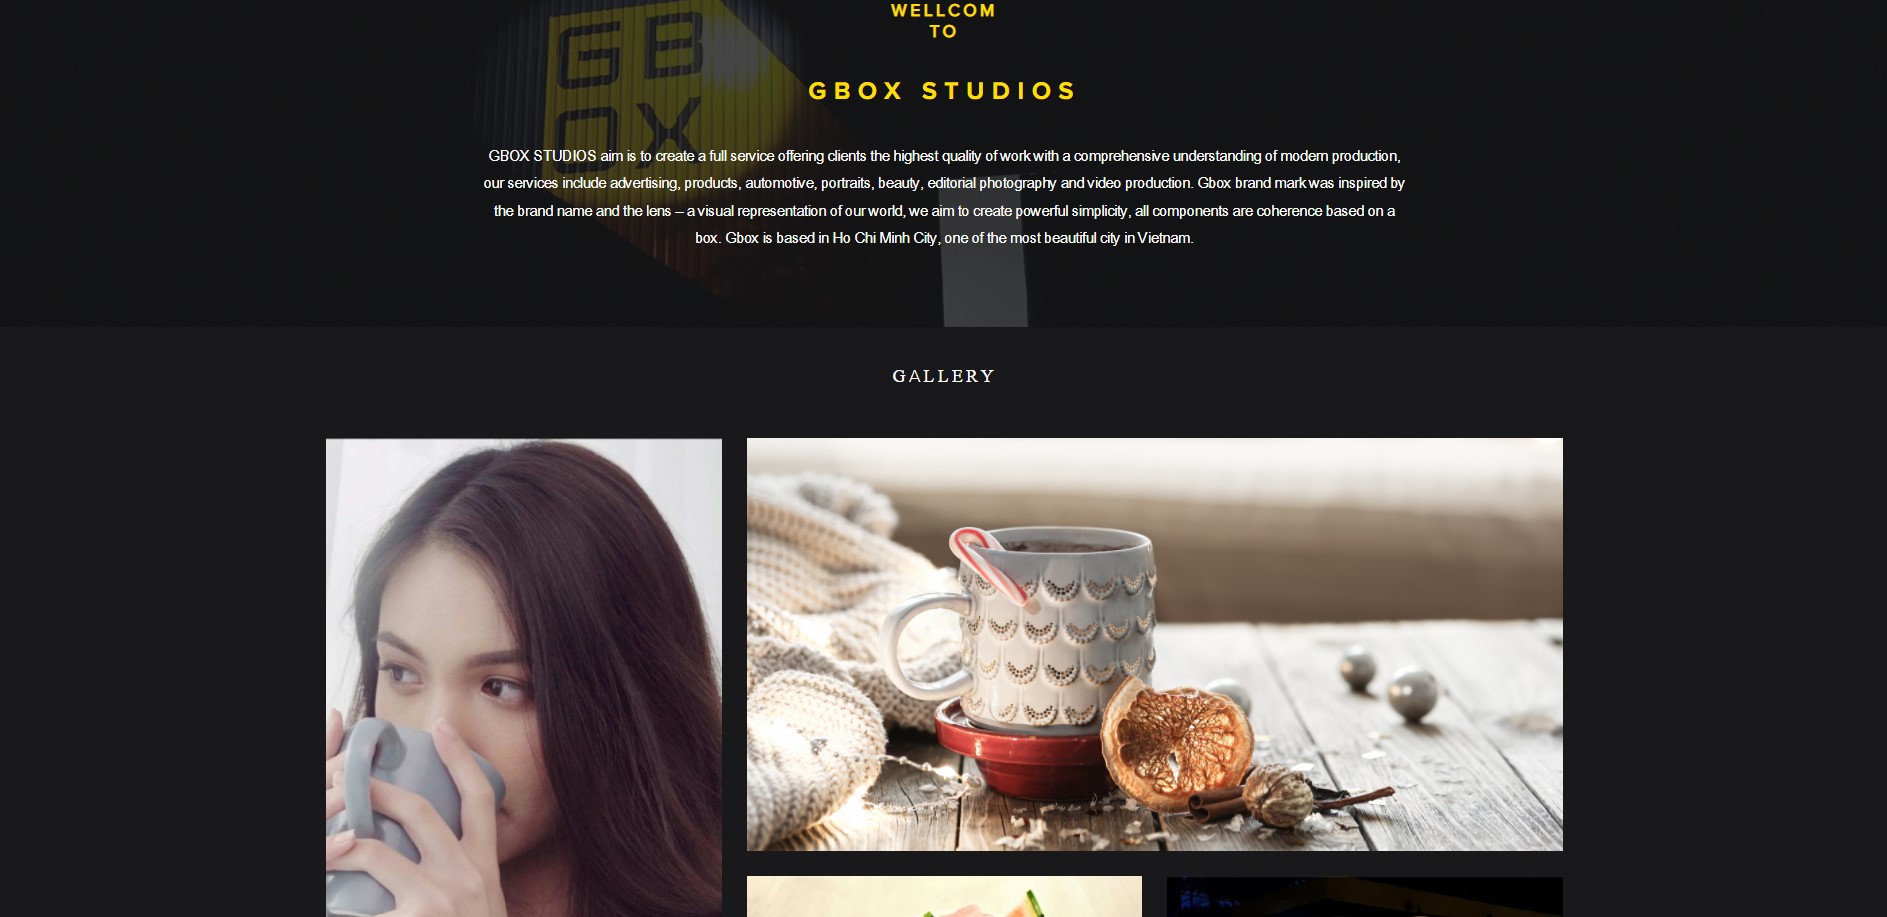 WELLCOM
TO
GBOX STUDIOS
GB
OX
GBOX STUDIOS aim is to create a full service offering clients the highest quality of work with a comprehensive understanding of modern production,
our services include advertising, products, automotive, portraits, beauty, editorial photography and video production. Gbox brand mark was inspired by
the brand name and the lens – a visual representation of our world, we aim to create powerful simplicity, all components are coherence based on a
box. Gbox is based in Ho Chi Minh City, one of the most beautiful city in Vietnam.
GALLERY